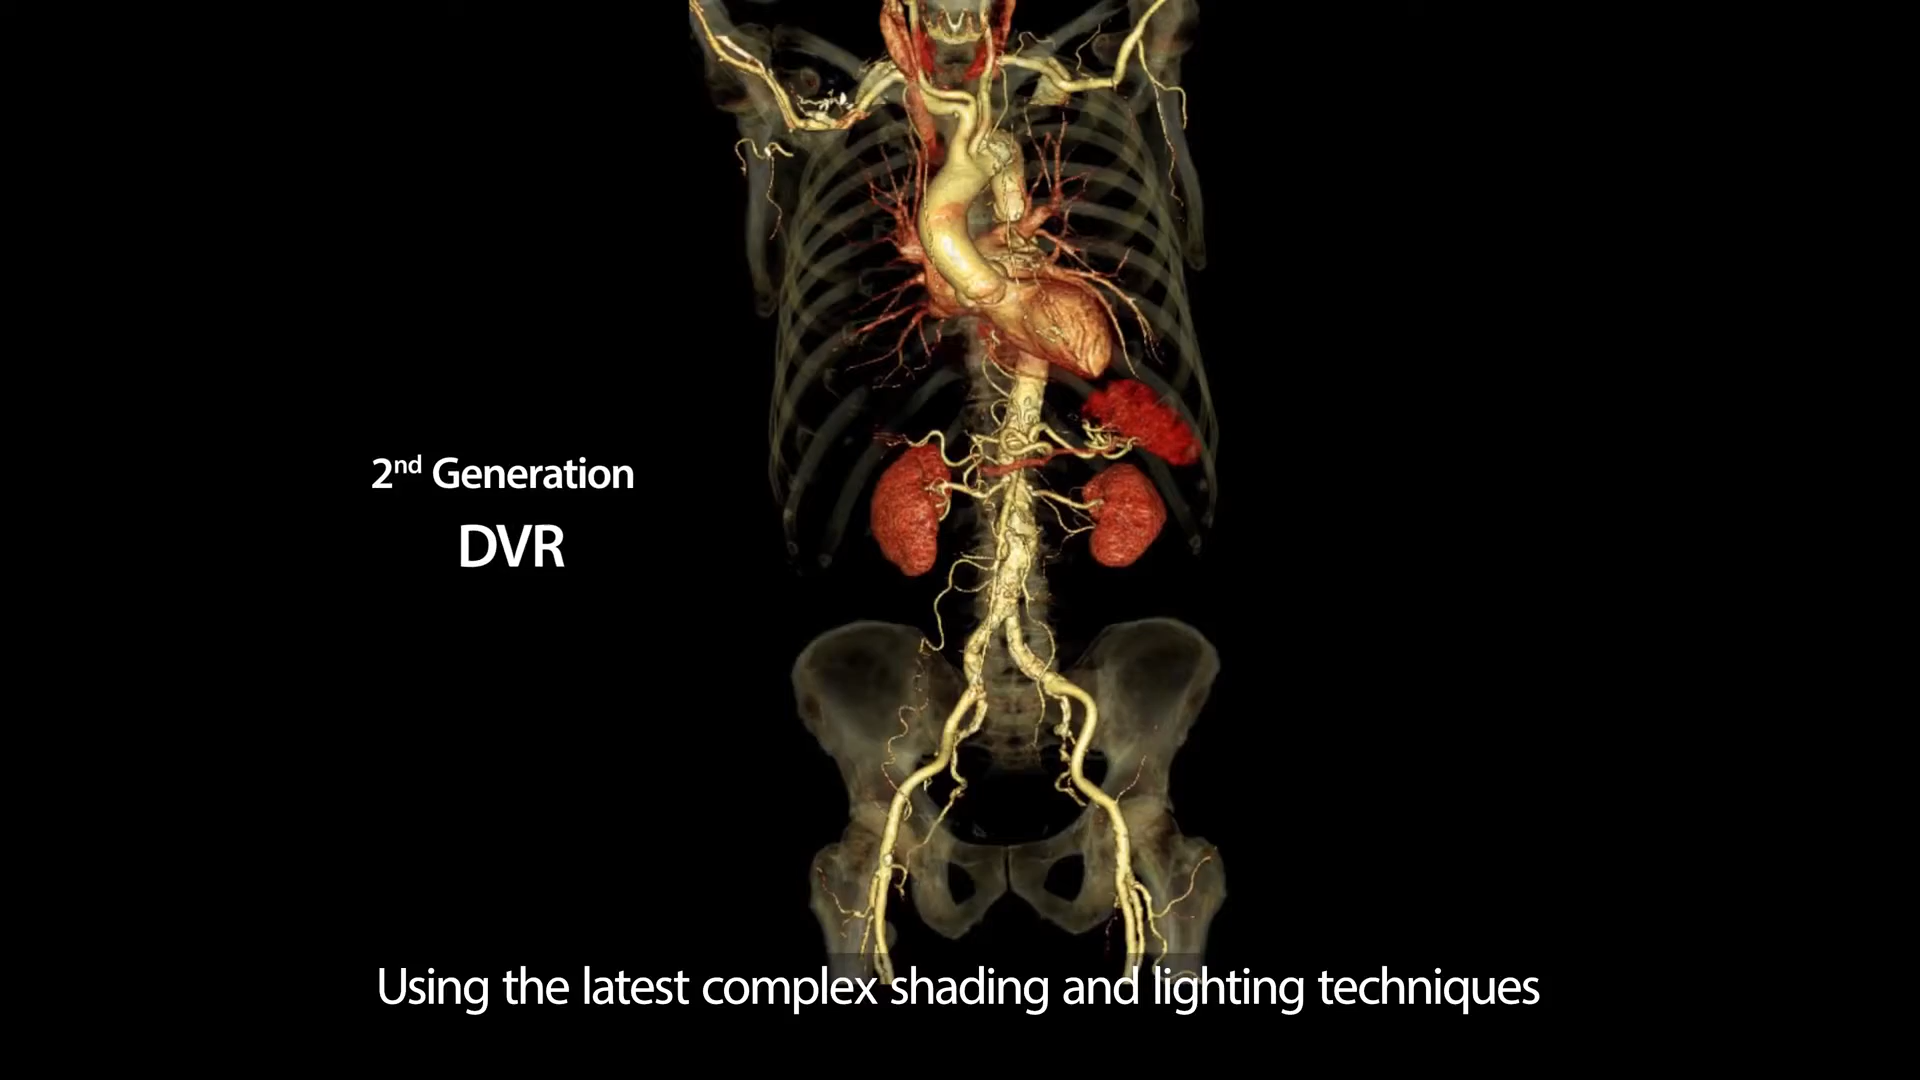 2nd Generation
DVR
Using the latest complex shading and lighting techniques